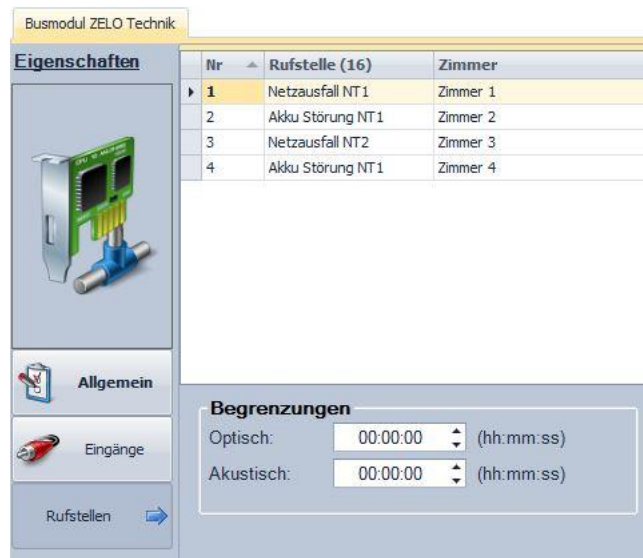 Busmodul ZELO Technik
Eigenschaften
Nr Rufstelle (16) Zimmer
1 Netzausfall NT1 Zimmer 1
2 Akku Störung NT1 Zimmer 2
3 Netzausfall NT2 Zimmer 3
4 Akku Störung NT1 Zimmer 4
Allgemein
Eingänge
Rufstellen
Begrenzungen
Optisch: 00:00:00 (hh:mm:ss)
Akustisch: 00:00:00 (hh:mm:ss)